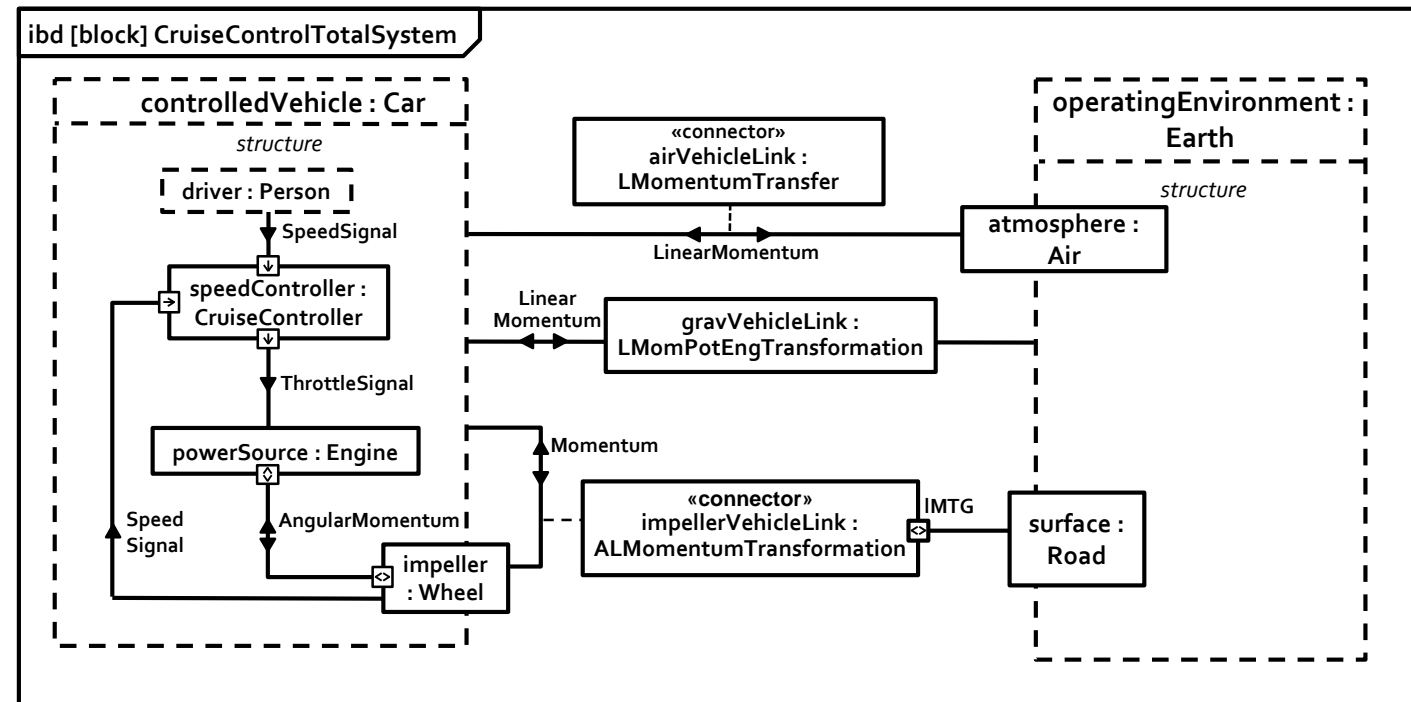 ibd [block] CruiseControlTotalSystem
controlledVehicle : Car
structure
driver : Person
SpeedSignal
speedController :
CruiseController
ThrottleSignal
powerSource : Engine
Speed
Signal
AngularMomentum
impeller
: Wheel
«connector»
airVehicleLink :
LMomentumTransfer
LinearMomentum
Linear
Momentum
gravVehicleLink :
LMomPotEngTransformation
Momentum
«connector»
impellerVehicleLink :
ALMomentumTransformation
lMTG
operatingEnvironment :
Earth
structure
atmosphere :
Air
surface :
Road